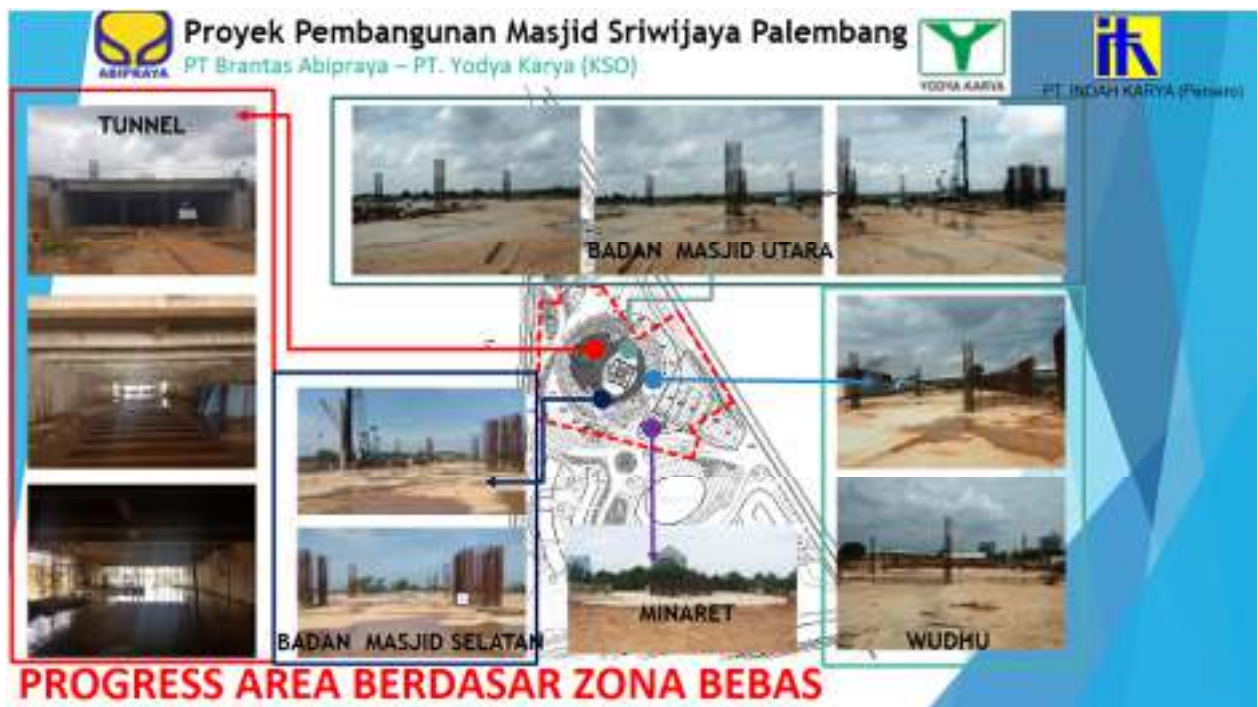 Proyek Pembangunan Masjid Sriwijaya Palembang
PT Brantas Abipraya – PT. Yodya Karya (KSO)
ABIPRAYA
YODYA KARYA
PT. INDAH KARYA (Persero)
TUNNEL
BADAN MASJID UTARA
BADAN MASJID SELATAN
MINARET
WUDHU
PROGRESS AREA BERDASAR ZONA BEBAS